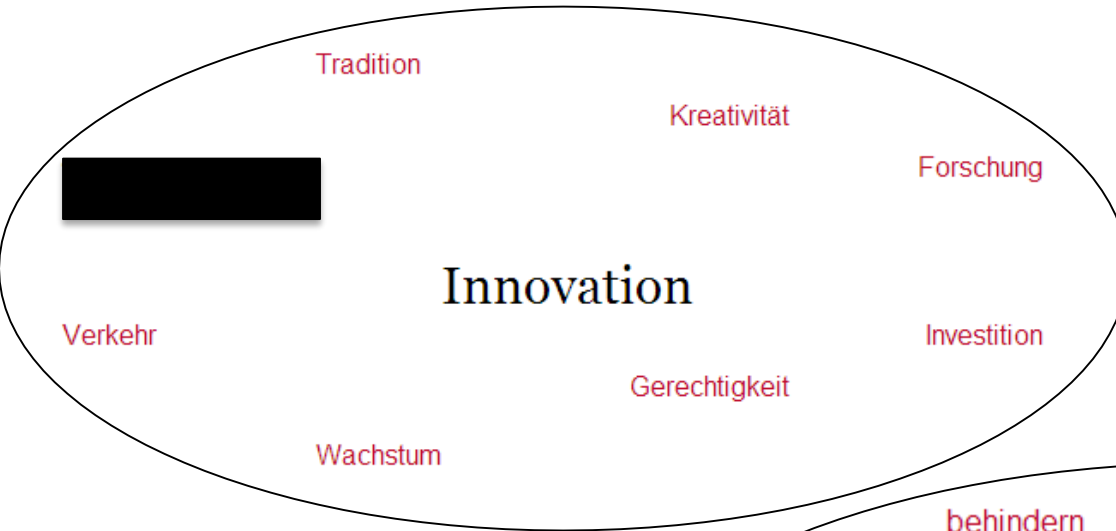 Tradition
Kreativität
Forschung
Innovation
Verkehr
Investition
Gerechtigkeit
Wachstum
behindern